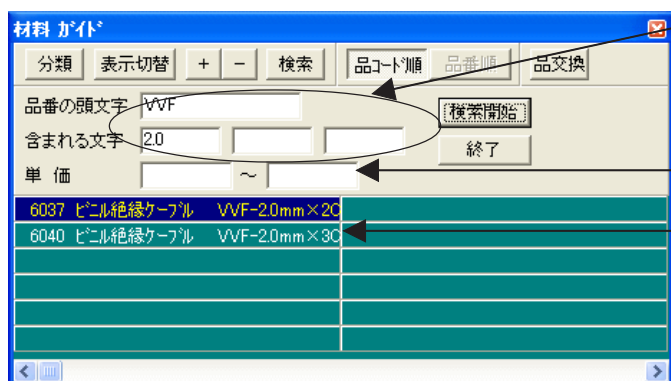 材料 ガイド
分類 表示切替 + − 検索 品コード順 品番順 品交換
品番の頭文字 VVF 検索開始
含まれる文字 2.0 終了
単 価 ～
6037 ビニル絶縁ケーブル VVF-2.0mm×2C
6040 ビニル絶縁ケーブル VVF-2.0mm×3C